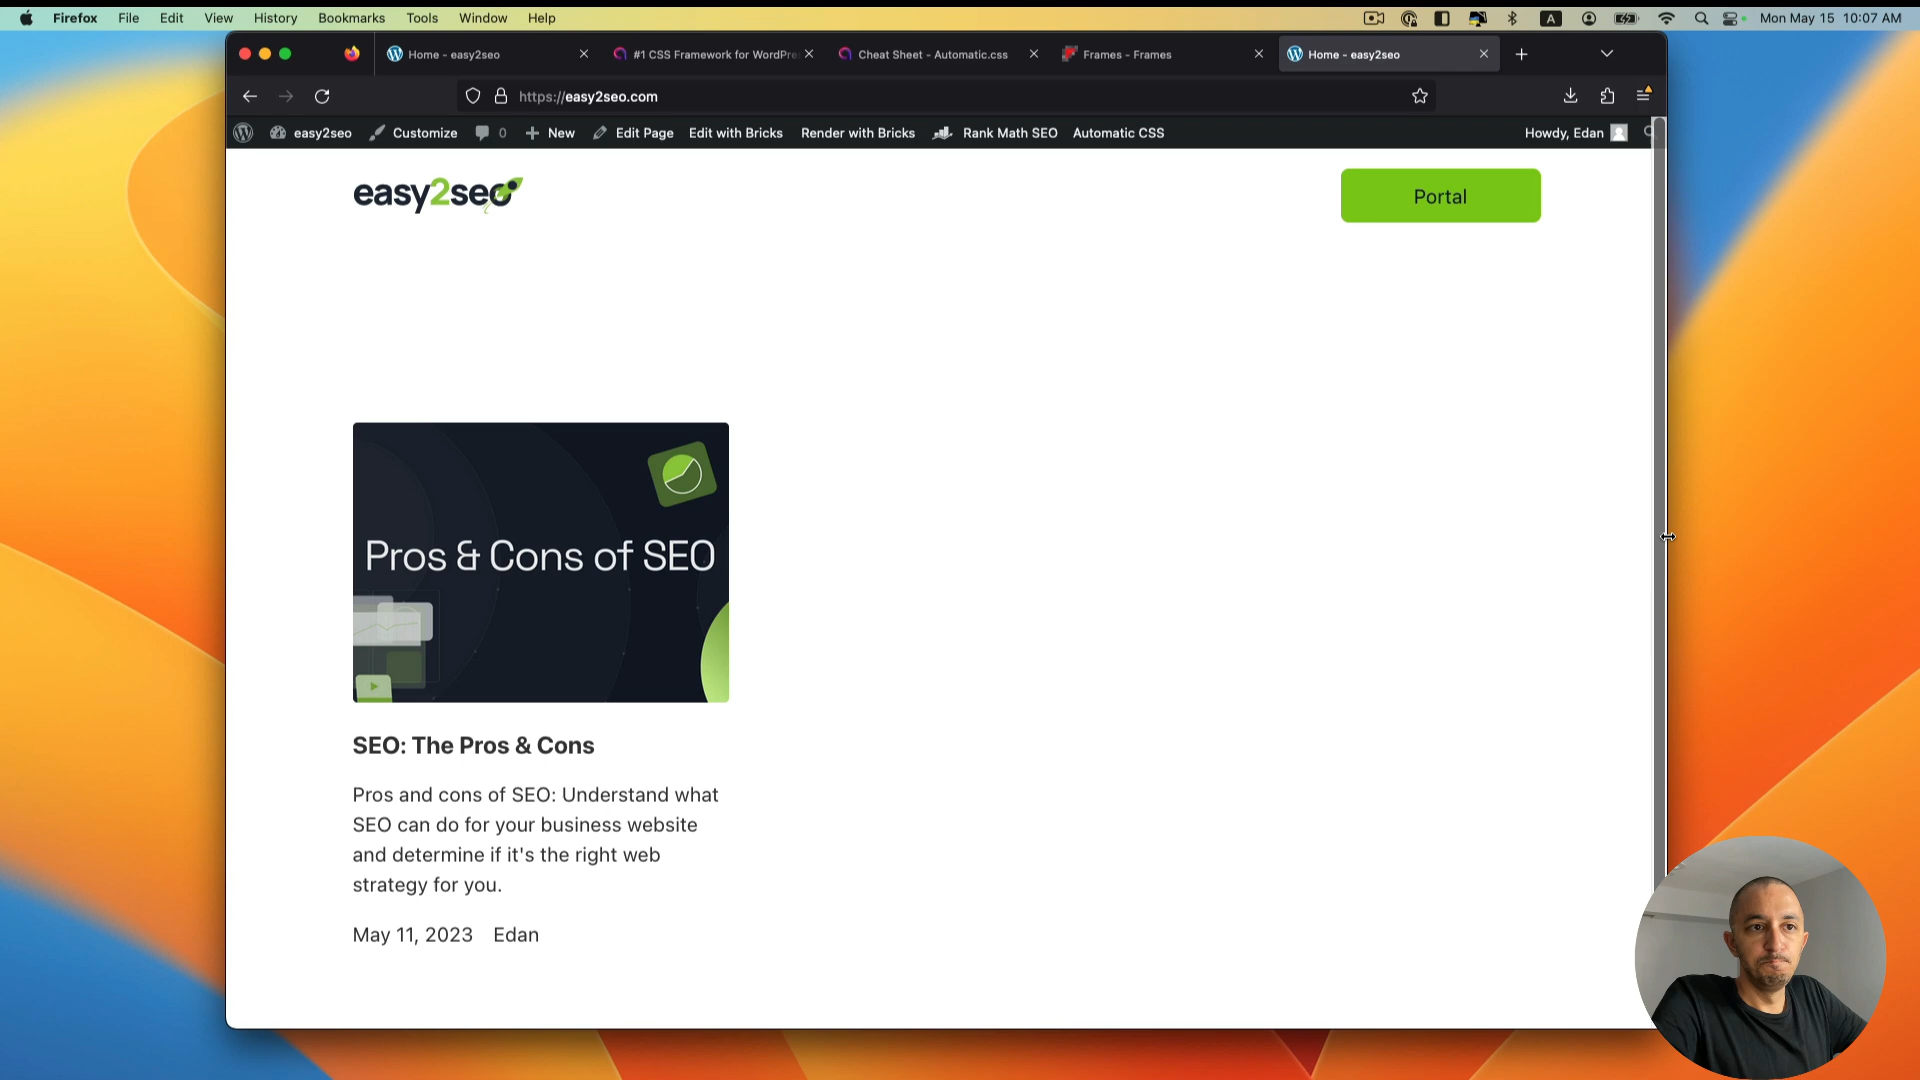 Firefox File Edit View History Bookmarks Tools Window Help A Mon May 15 10:07 AM
Home - easy2seo #1 CSS Framework for WordPre Cheat Sheet - Automatic.css Frames - Frames Home - easy2seo
https://easy2seo.com
easy2seo Customize 0 New Edit Page Edit with Bricks Render with Bricks Rank Math SEO Automatic CSS Howdy, Edan
easy2seo Portal
Pros & Cons of SEO
SEO: The Pros & Cons
Pros and cons of SEO: Understand what
SEO can do for your business website
and determine if it's the right web
strategy for you.
May 11, 2023 Edan